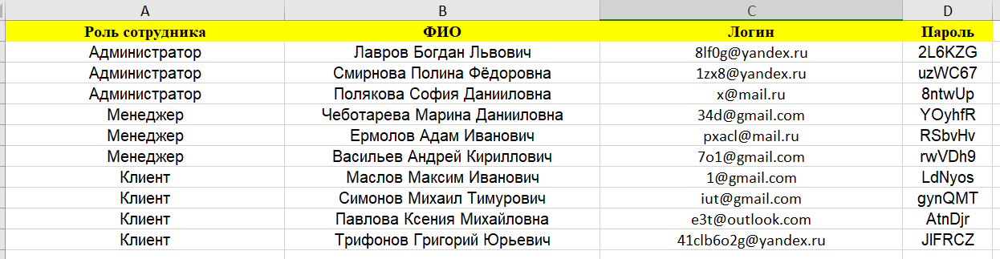 A B C D
Роль сотрудника ФИО Логин Пароль
Администратор Лавров Богдан Львович 8lf0g@yandex.ru 2L6KZG
Администратор Смирнова Полина Фёдоровна 1zx8@yandex.ru uzWC67
Администратор Полякова София Данииловна x@mail.ru 8ntwUp
Менеджер Чеботарева Марина Данииловна 34d@gmail.com YOyhfR
Менеджер Ермолов Адам Иванович pxacl@mail.ru RSbvHv
Менеджер Васильев Андрей Кириллович 7o1@gmail.com rwVDh9
Клиент Маслов Максим Иванович 1@gmail.com LdNyos
Клиент Симонов Михаил Тимурович iut@gmail.com gynQMT
Клиент Павлова Ксения Михайловна e3t@outlook.com AtnDjr
Клиент Трифонов Григорий Юрьевич 41clb6o2g@yandex.ru JlFRCZ